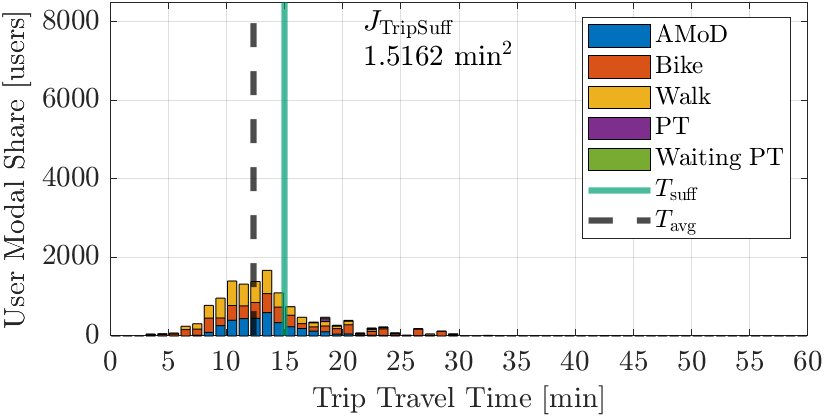 J_TripSuff
1.5162 min²
AMoD
Bike
Walk
PT
Waiting PT
T_suff
T_avg
User Modal Share [users]
8000
6000
4000
2000
0
0 5 10 15 20 25 30 35 40 45 50 55 60
Trip Travel Time [min]